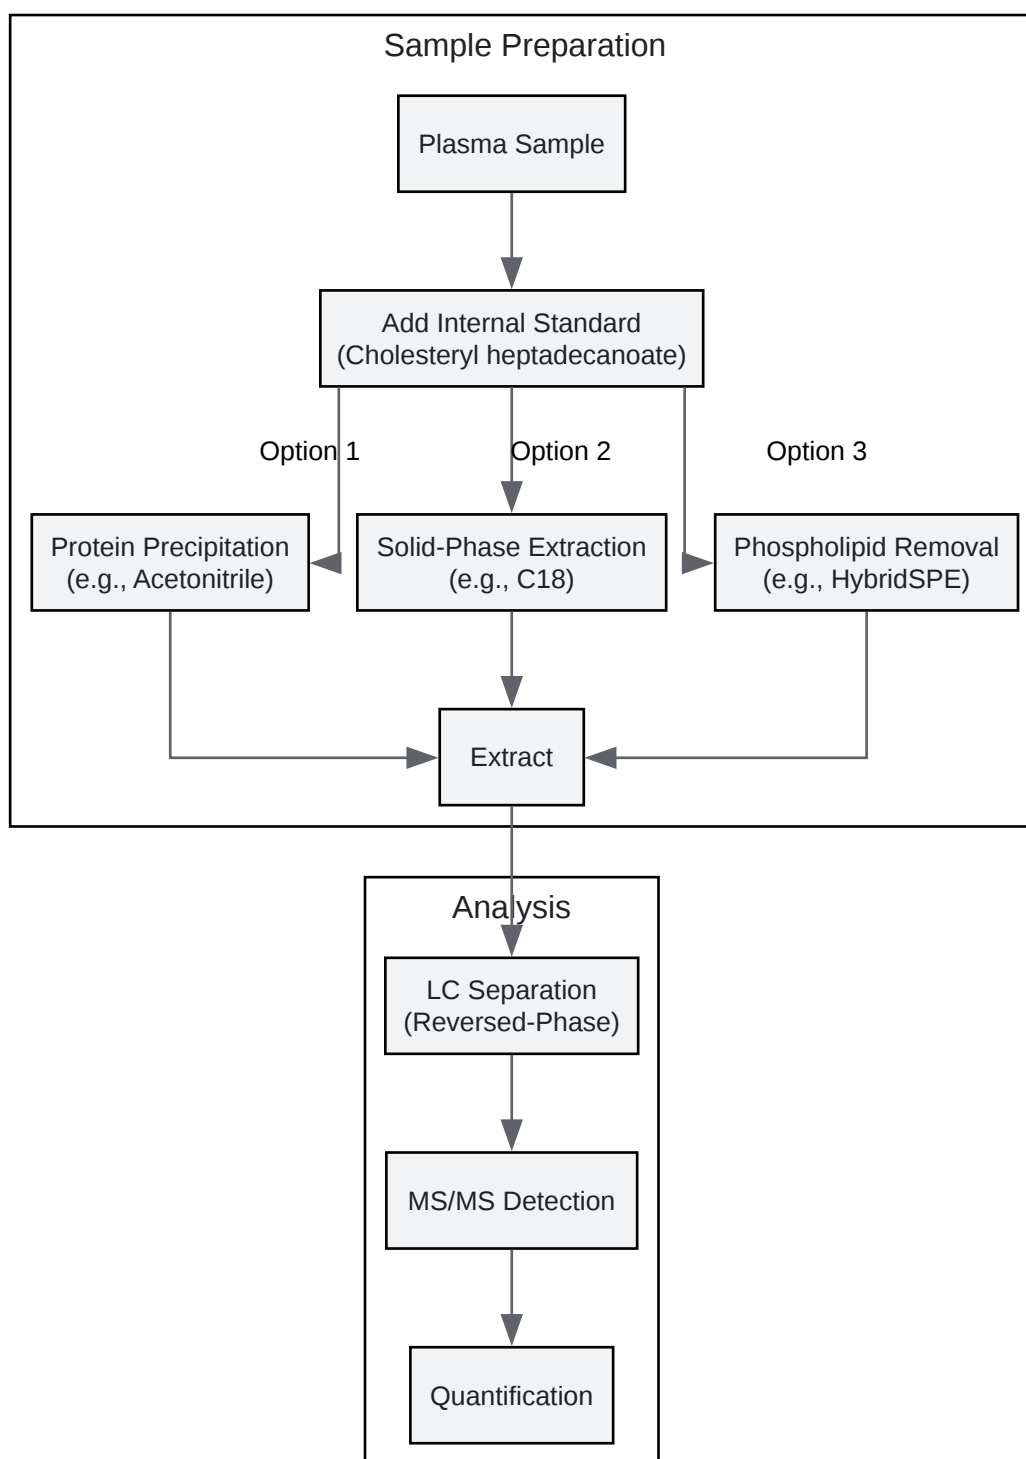 Sample Preparation
Plasma Sample
Add Internal Standard
(Cholesteryl heptadecanoate)
Option 1
Option 2
Option 3
Protein Precipitation
(e.g., Acetonitrile)
Solid-Phase Extraction
(e.g., C18)
Phospholipid Removal
(e.g., HybridSPE)
Extract
Analysis
LC Separation
(Reversed-Phase)
MS/MS Detection
Quantification